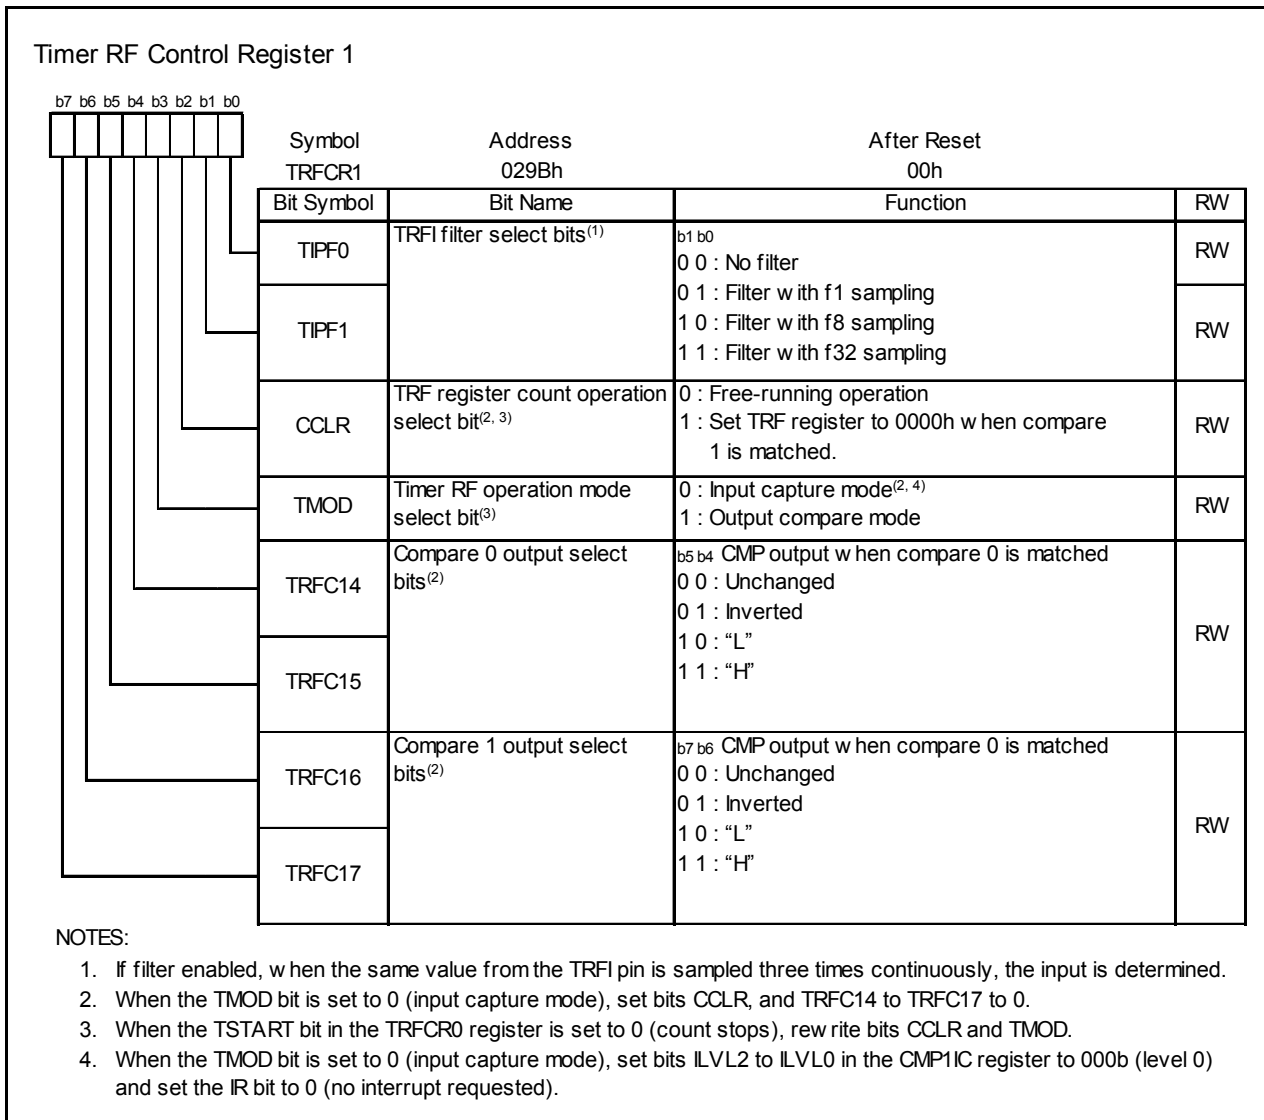 Timer RF Control Register 1
b7 b6 b5 b4 b3 b2 b1 b0
Symbol Address After Reset
TRFCR1 029Bh 00h
Bit Symbol Bit Name Function RW
TIPF0 TRFI filter select bits(1) b1 b0 RW
0 0 : No filter
0 1 : Filter with f1 sampling
TIPF1 1 0 : Filter with f8 sampling RW
1 1 : Filter with f32 sampling
CCLR TRF register count operation 0 : Free-running operation RW
select bit(2, 3) 1 : Set TRF register to 0000h when compare
1 is matched.
TMOD Timer RF operation mode 0 : Input capture mode(2, 4) RW
select bit(3) 1 : Output compare mode
TRFC14 Compare 0 output select b5 b4 CMP output when compare 0 is matched RW
bits(2) 0 0 : Unchanged
0 1 : Inverted
1 0 : “L”
TRFC15 1 1 : “H”
TRFC16 Compare 1 output select b7 b6 CMP output when compare 0 is matched RW
bits(2) 0 0 : Unchanged
0 1 : Inverted
1 0 : “L”
TRFC17 1 1 : “H”
NOTES:
1. If filter enabled, when the same value from the TRFI pin is sampled three times continuously, the input is determined.
2. When the TMOD bit is set to 0 (input capture mode), set bits CCLR, and TRFC14 to TRFC17 to 0.
3. When the TSTART bit in the TRFCR0 register is set to 0 (count stops), rewrite bits CCLR and TMOD.
4. When the TMOD bit is set to 0 (input capture mode), set bits ILVL2 to ILVL0 in the CMP1IC register to 000b (level 0)
and set the IR bit to 0 (no interrupt requested).